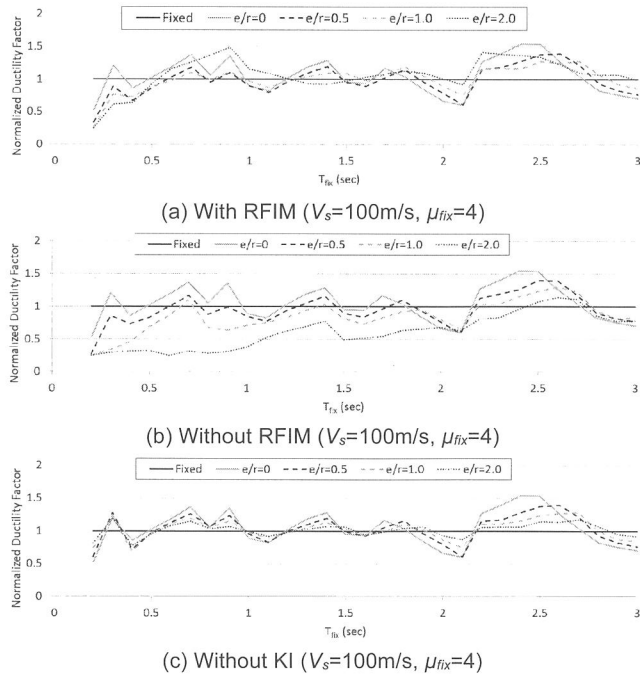 Fixed e/r=0 e/r=0.5 e/r=1.0 e/r=2.0
Normalized Ductility Factor
2
1.5
1
0.5
0
0 0.5 1 1.5 2 2.5 3
Tfix (sec)
(a) With RFIM (Vs=100m/s, μfix=4)
Fixed e/r=0 e/r=0.5 e/r=1.0 e/r=2.0
Normalized Ductility Factor
2
1.5
1
0.5
0
0 0.5 1 1.5 2 2.5 3
Tfix (sec)
(b) Without RFIM (Vs=100m/s, μfix=4)
Fixed e/r=0 e/r=0.5 e/r=1.0 e/r=2.0
Normalized Ductility Factor
2
1.5
1
0.5
0
0 0.5 1 1.5 2 2.5 3
Tfix (sec)
(c) Without KI (Vs=100m/s, μfix=4)